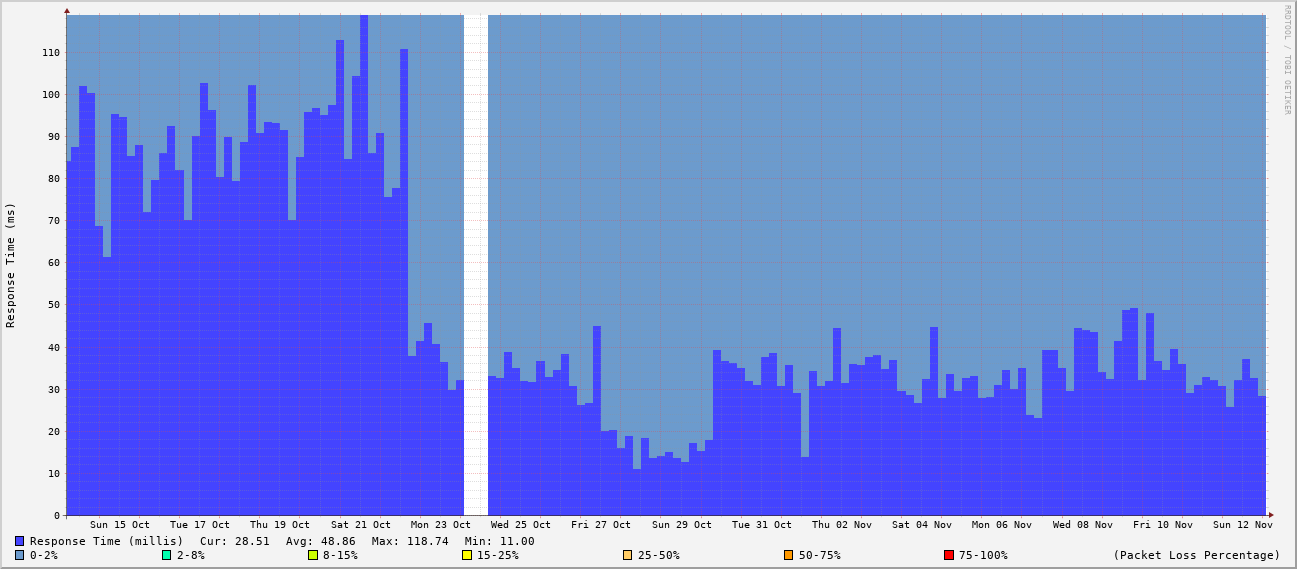 RRDTOOL / TOBI OETIKER
Response Time (ms)
110
100
90
80
70
60
50
40
30
20
10
0
Sun 15 Oct Tue 17 Oct Thu 19 Oct Sat 21 Oct Mon 23 Oct Wed 25 Oct Fri 27 Oct Sun 29 Oct Tue 31 Oct Thu 02 Nov Sat 04 Nov Mon 06 Nov Wed 08 Nov Fri 10 Nov Sun 12 Nov
Response Time (millis) Cur: 28.51 Avg: 48.86 Max: 118.74 Min: 11.00
0-2% 2-8% 8-15% 15-25% 25-50% 50-75% 75-100% (Packet Loss Percentage)